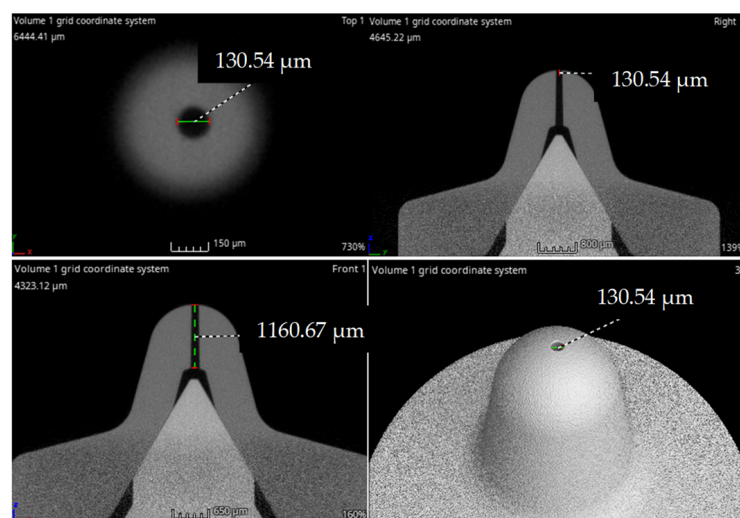 Volume 1 grid coordinate system
Top 1
6444.41 µm
130.54 µm
Y
X
150 µm
730%
Volume 1 grid coordinate system
Right
4645.22 µm
130.54 µm
Z
Y
800 µm
139%
Volume 1 grid coordinate system
Front 1
4323.12 µm
1160.67 µm
Z
650 µm
160%
Volume 1 grid coordinate system
3
130.54 µm